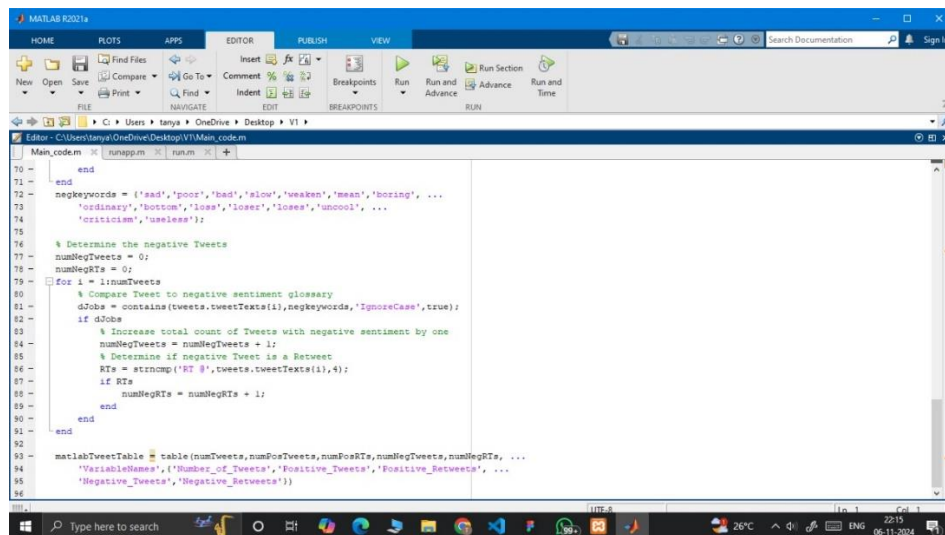 MATLAB R2021a
HOME PLOTS APPS EDITOR PUBLISH VIEW Search Documentation Sign In
New Open Save Find Files Compare Print Go To Find Insert fx Comment % Indent Breakpoints Run Run and Advance Run Section Advance Run and Time
FILE NAVIGATE EDIT BREAKPOINTS RUN
C: Users tanya OneDrive Desktop V1
Editor - C:\Users\tanya\OneDrive\Desktop\V1\Main_code.m
Main_code.m runapp.m run.m +
70 - end
71 - end
72 - negkeywords = {'sad','poor','bad','slow','weaken','mean','boring', ...
73 'ordinary','bottom','loss','loser','loses','uncool', ...
74 'criticism','useless'};
75
76 % Determine the negative Tweets
77 - numNegTweets = 0;
78 - numNegRTs = 0;
79 - for i = 1:numTweets
80 % Compare Tweet to negative sentiment glossary
81 - dJobs = contains(tweets.tweetTexts{i},negkeywords,'IgnoreCase',true);
82 - if dJobs
83 % Increase total count of Tweets with negative sentiment by one
84 - numNegTweets = numNegTweets + 1;
85 % Determine if negative Tweet is a Retweet
86 - RTs = strncmp('RT @',tweets.tweetTexts{i},4);
87 - if RTs
88 - numNegRTs = numNegRTs + 1;
89 - end
90 - end
91 - end
92
93 - matlabTweetTable = table(numTweets,numPosTweets,numPosRTs,numNegTweets,numNegRTs, ...
94 'VariableNames',{'Number_of_Tweets','Positive_Tweets','Positive_Retweets', ...
95 'Negative_Tweets','Negative_Retweets'})
96
UTF-8 Ln 1 Col 1
Type here to search 99+ 26°C ENG 22:15
06-11-2024